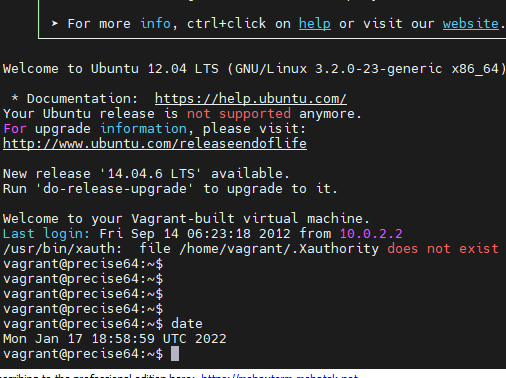 ➤ For more info, ctrl+click on help or visit our website.
Welcome to Ubuntu 12.04 LTS (GNU/Linux 3.2.0-23-generic x86_64)
* Documentation:  https://help.ubuntu.com/
Your Ubuntu release is not supported anymore.
For upgrade information, please visit:
http://www.ubuntu.com/releaseendoflife
New release '14.04.6 LTS' available.
Run 'do-release-upgrade' to upgrade to it.
Welcome to your Vagrant-built virtual machine.
Last login: Fri Sep 14 06:23:18 2012 from 10.0.2.2
/usr/bin/xauth:  file /home/vagrant/.Xauthority does not exist
vagrant@precise64:~$
vagrant@precise64:~$
vagrant@precise64:~$
vagrant@precise64:~$
vagrant@precise64:~$ date
Mon Jan 17 18:58:59 UTC 2022
vagrant@precise64:~$